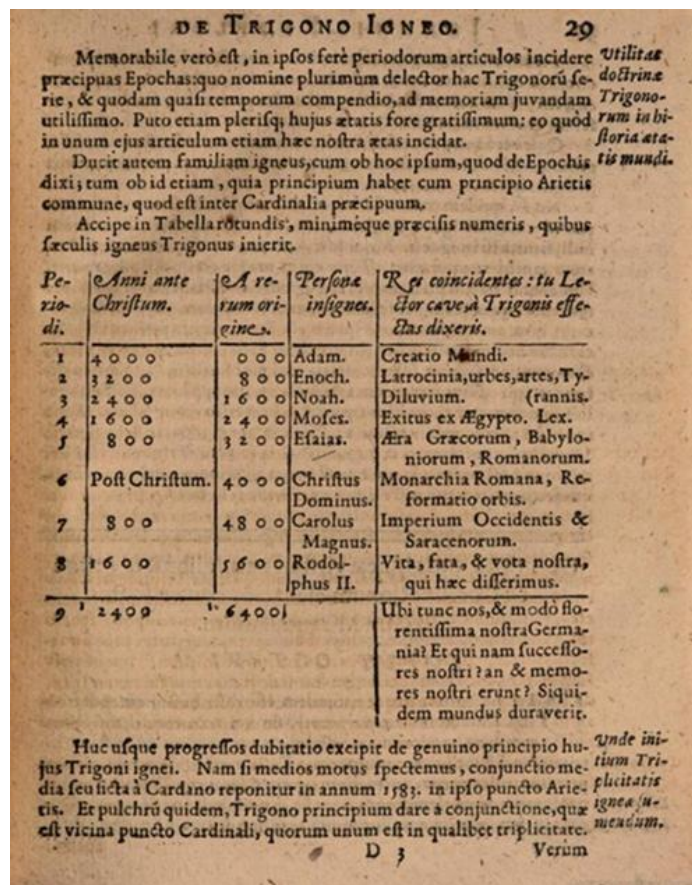 DE TRIGONO IGNEO. 29
Memorabile verò eſt, in ipſos ferè periodorum articulos incidere
præcipuas Epochas: quo nomine plurimùm delector hac Trigonorū ſe-
rie, & quodam quaſi temporum compendio, ad memoriam juvandam
utiliſſimo. Puto etiam pleriſq; hujus ætatis fore gratiſſimum: eo quòd
in unum ejus articulum etiam hæc noſtra ætas incidat.
Utilitas
doctrinæ
Trigono-
rum in hi-
ſtoria æta-
tis mundi.
Ducit autem familiam igneus, cum ob hoc ipſum, quod de Epochis
dixi; tum ob id etiam, quia principium habet cum principio Arietis
commune, quod eſt inter Cardinalia præcipuum.
Accipe in Tabella rotundis, minimèque præciſis numeris, quibus
ſæculis igneus Trigonus inierit.
Pe- | Anni ante | A re- | Perſonæ | Res coincidentes: tu Le-
rio- | Chriſtum. | rum ori- | inſignes. | ctor cave, à Trigonis effe-
di. | gine. | ctas dixeris.
1 | 4000 | 000 | Adam. | Creatio Mundi.
2 | 3200 | 800 | Enoch. | Latrocinia, urbes, artes, Ty-
3 | 2400 | 1600 | Noah. | Diluvium. (rannis.
4 | 1600 | 2400 | Moſes. | Exitus ex Ægypto. Lex.
5 | 800 | 3200 | Eſaias. | Æra Græcorum, Babylo-
niorum, Romanorum.
6 | Poſt Chriſtum. | 4000 | Chriſtus | Monarchia Romana, Re-
Dominus. | formatio orbis.
7 | 800 | 4800 | Carolus | Imperium Occidentis &
Magnus. | Saracenorum.
8 | 1600 | 5600 | Rodol- | Vita, fata, & vota noſtra,
phus II. | qui hæc diſſerimus.
9 | 2400 | 6400 | Ubi tunc nos, & modò flo-
rentiſſima noſtra Germa-
nia? Et qui nam ſucceſſo-
res noſtri? an & memo-
res noſtri erunt? Siqui-
dem mundus duraverit.
Huc uſque progreſſos dubitatio excipit de genuino principio hu-
jus Trigoni ignei. Nam ſi medios motus ſpectemus, conjunctio me-
dia ſeu ficta à Cardano reponitur in annum 1583. in ipſo puncto Arie-
tis. Et pulchrū quidem, Trigono principium dare à conjunctione, quæ
eſt vicina puncto Cardinali, quorum unum eſt in qualibet triplicitate.
Unde ini-
tium Tri-
plicitatis
igneæ ſu-
mendum.
D 3 Verùm